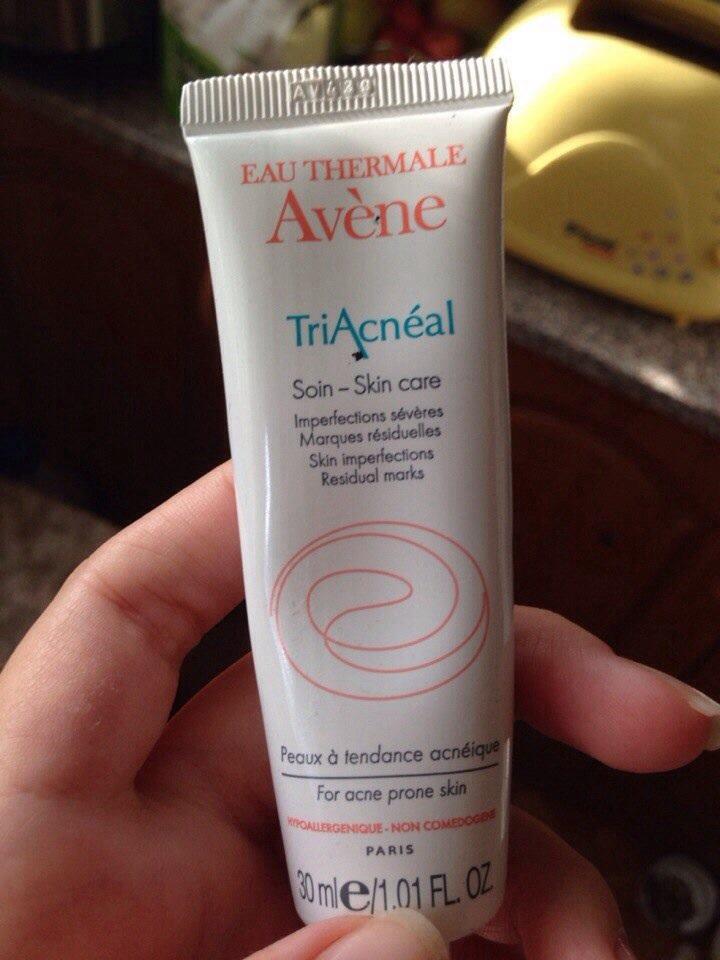 EAU THERMALE
Avène
TriAcnéal
Soin – Skin care
Imperfections sévères
Marques résiduelles
Skin imperfections
Residual marks
Peaux à tendance acnéique
For acne prone skin
HYPOALLERGENIQUE - NON COMEDOGENE
PARIS
30 ml e/1.01 FL. OZ.